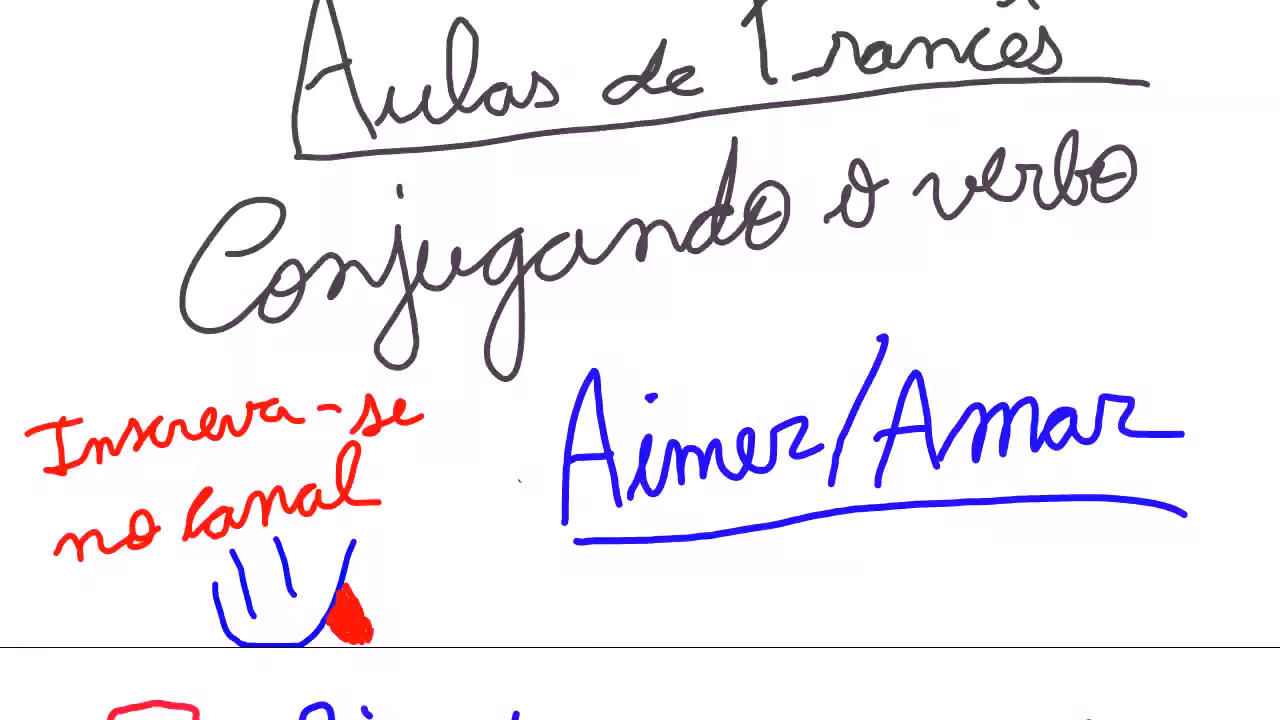 Aulas de Francês
Conjugando o verbo
Aimer/Amar
Inscreva-se
no Canal